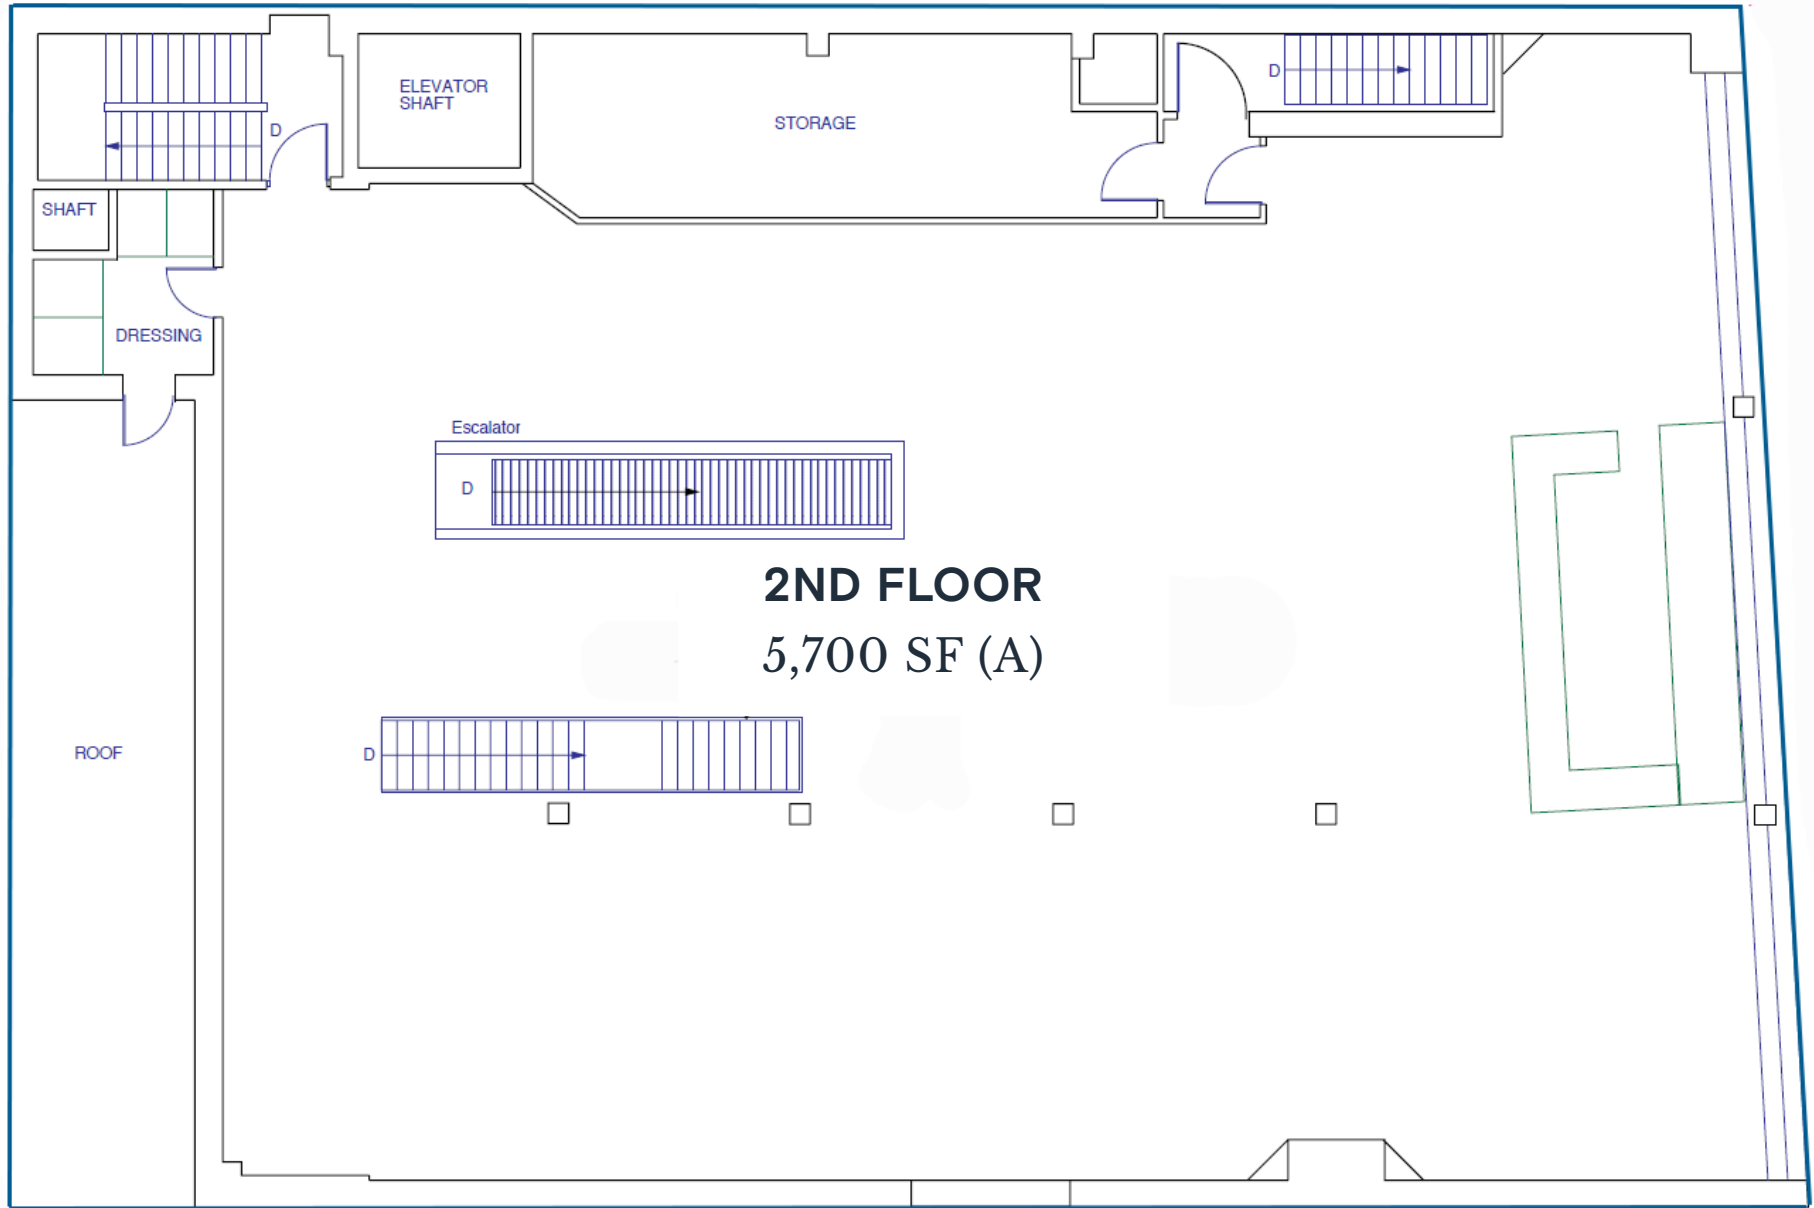 D
ELEVATOR
SHAFT
STORAGE
D
SHAFT
DRESSING
Escalator
D
2ND FLOOR
5,700 SF (A)
D
ROOF